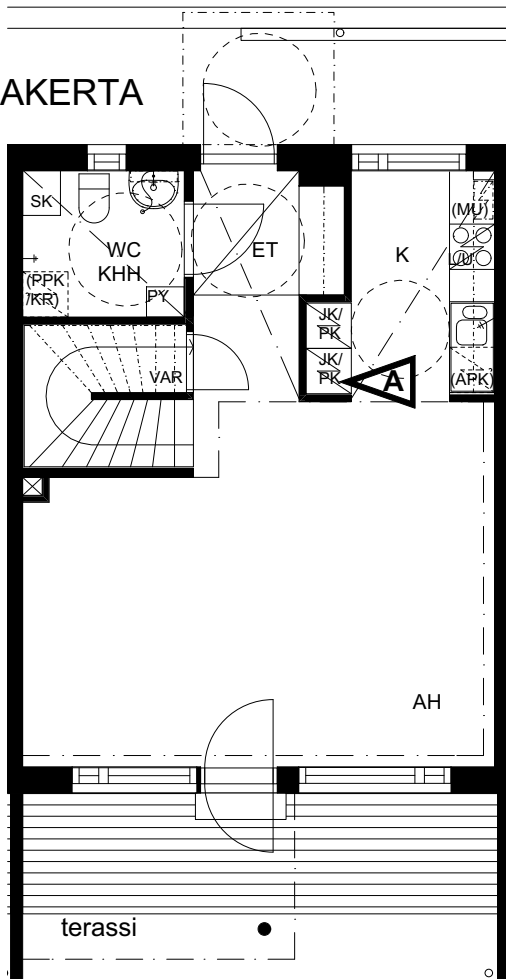 AKERTA
SK
WC
KHH
(PPK
/KR)
PY
ET
K
(MU)
L/U
JK/
PK
JK/
PK
A
(APK)
VAR
AH
terassi